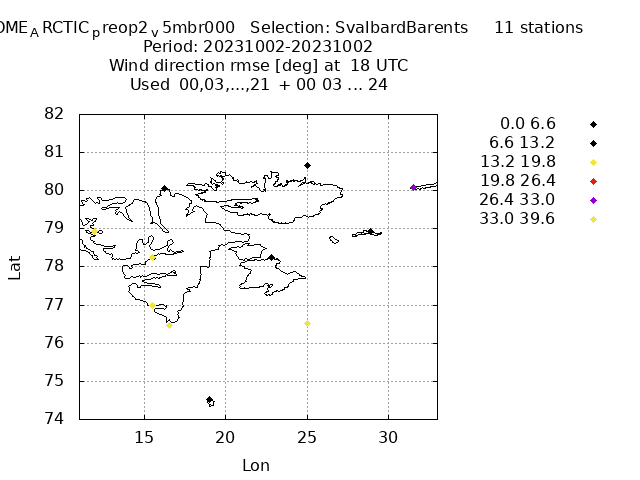 OME_A RCTIC_p reop2_v 5mbr000 Selection: SvalbardBarents 11 stations
Period: 20231002-20231002
Wind direction rmse [deg] at 18 UTC
Used 00,03,...,21 + 00 03 ... 24
82
81
80
79
78
77
76
75
74
15 20 25 30
Lat
Lon
0.0 6.6
6.6 13.2
13.2 19.8
19.8 26.4
26.4 33.0
33.0 39.6